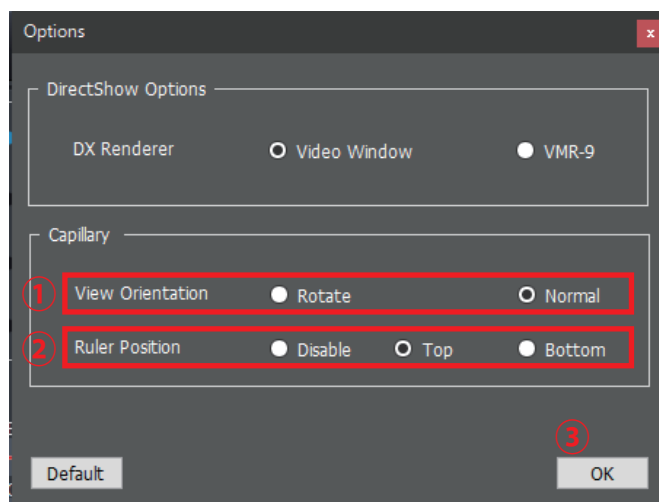 Options
x
DirectShow Options
DX Renderer Video Window VMR-9
Capillary
① View Orientation Rotate Normal
② Ruler Position Disable Top Bottom
③
Default OK